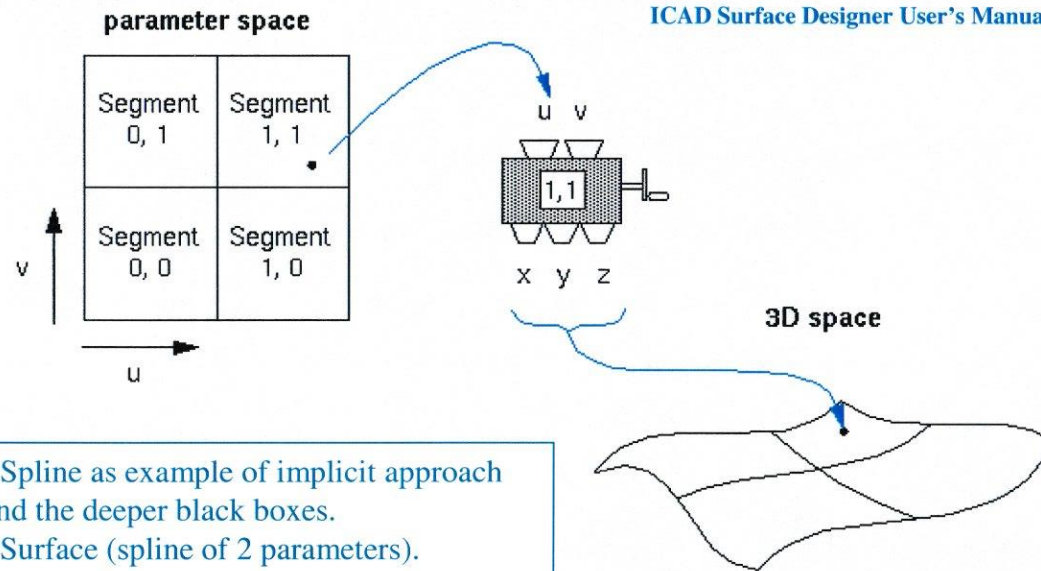 parameter space
ICAD Surface Designer User's Manua
Segment
0, 1
Segment
1, 1
Segment
0, 0
Segment
1, 0
v
u
u v
1,1
x y z
3D space
Spline as example of implicit approach
nd the deeper black boxes.
Surface (spline of 2 parameters).